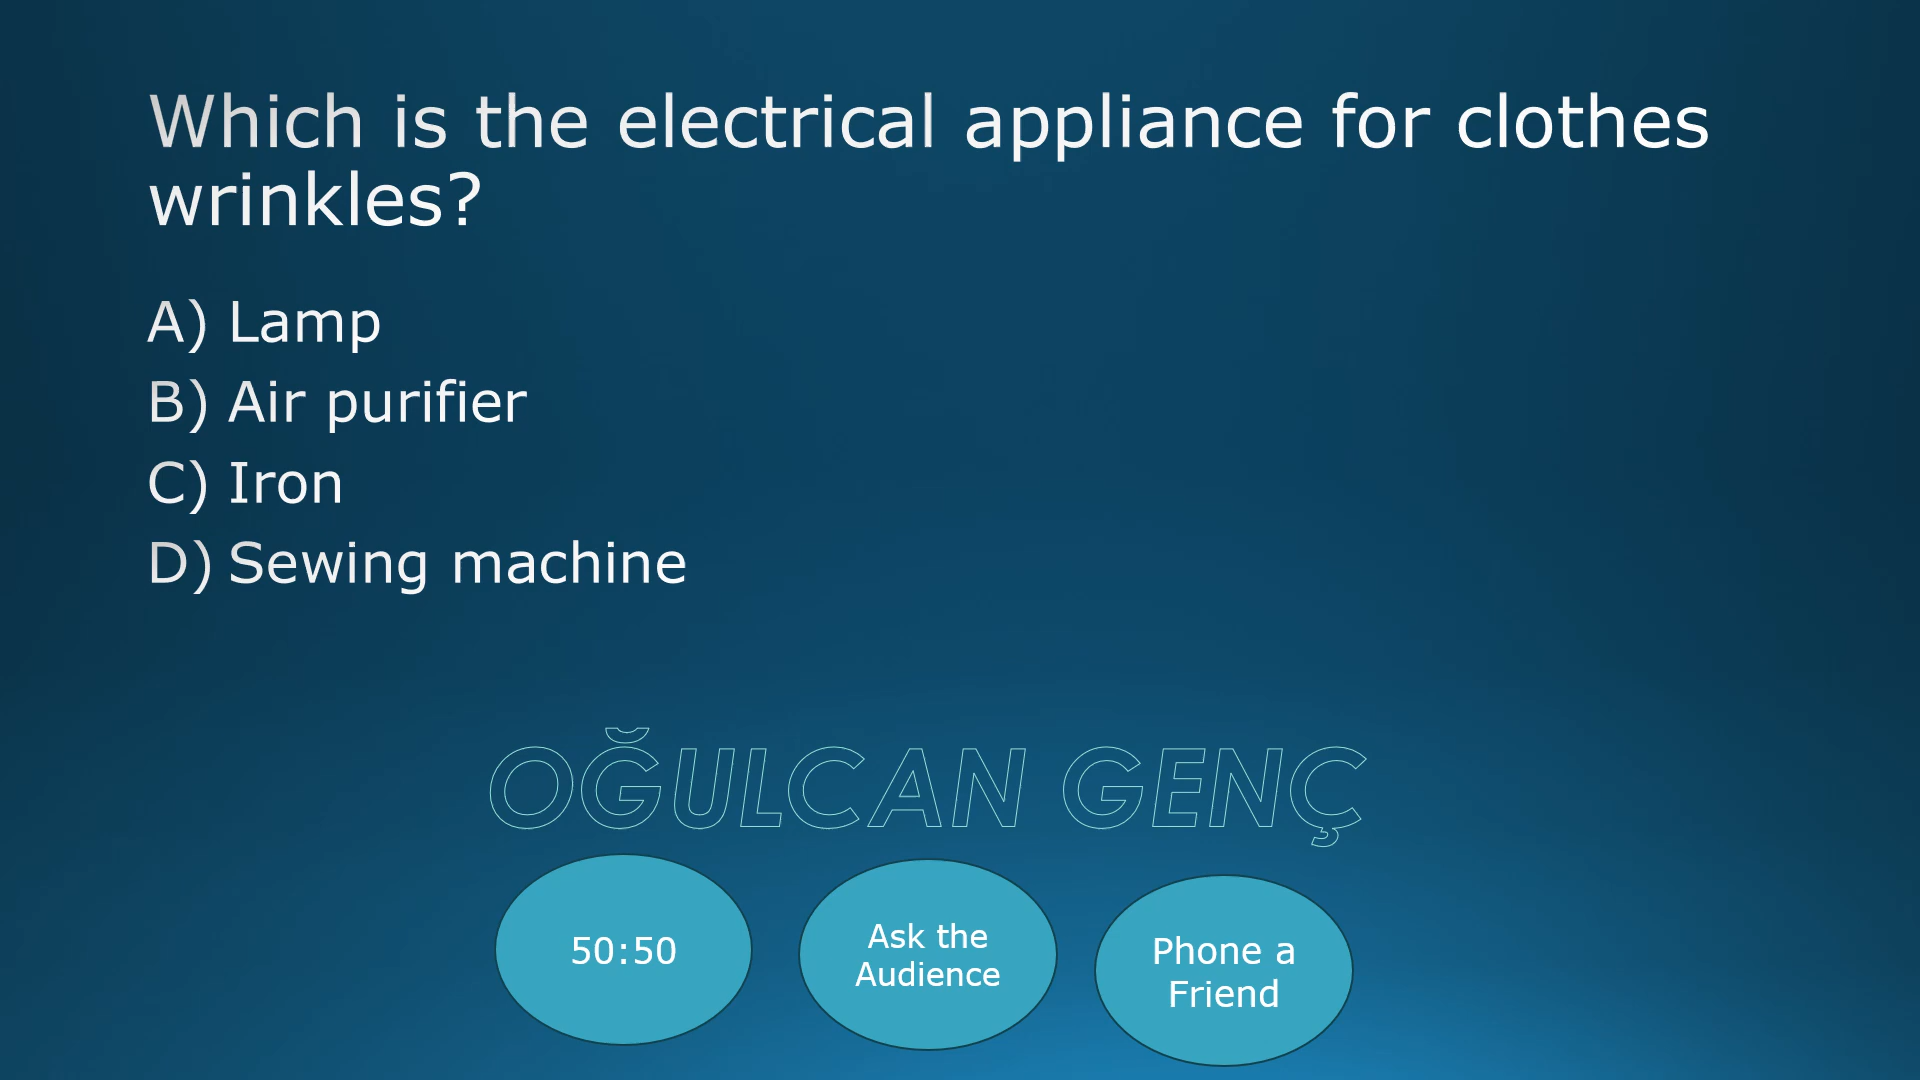 Which is the electrical appliance for clothes
wrinkles?
A) Lamp
B) Air purifier
C) Iron
D) Sewing machine
OĞULCAN GENÇ
50:50
Ask the
Audience
Phone a
Friend